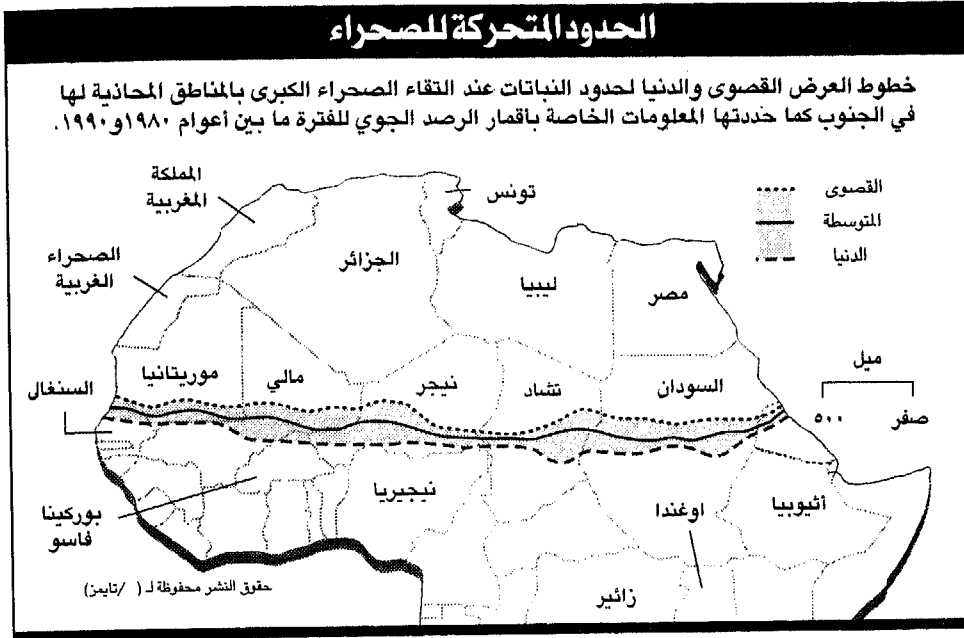 الحدود المتحركة للصحراء
خطوط العرض القصوى والدنيا لحدود النباتات عند التقاء الصحراء الكبرى بالمناطق المحاذية لها
في الجنوب كما حددتها المعلومات الخاصة بأقمار الرصد الجوي للفترة ما بين أعوام ١٩٨٠ و١٩٩٠.
القصوى
المتوسطة
الدنيا
المملكة
المغربية
تونس
الصحراء
الغربية
الجزائر
ليبيا
مصر
ميل
صفر
٥٠٠
السودان
تشاد
نيجر
مالي
موريتانيا
السنغال
أثيوبيا
اوغندا
نيجيريا
بوركينا
فاسو
زائير
حقوق النشر محفوظة لـ ( /تايمز)